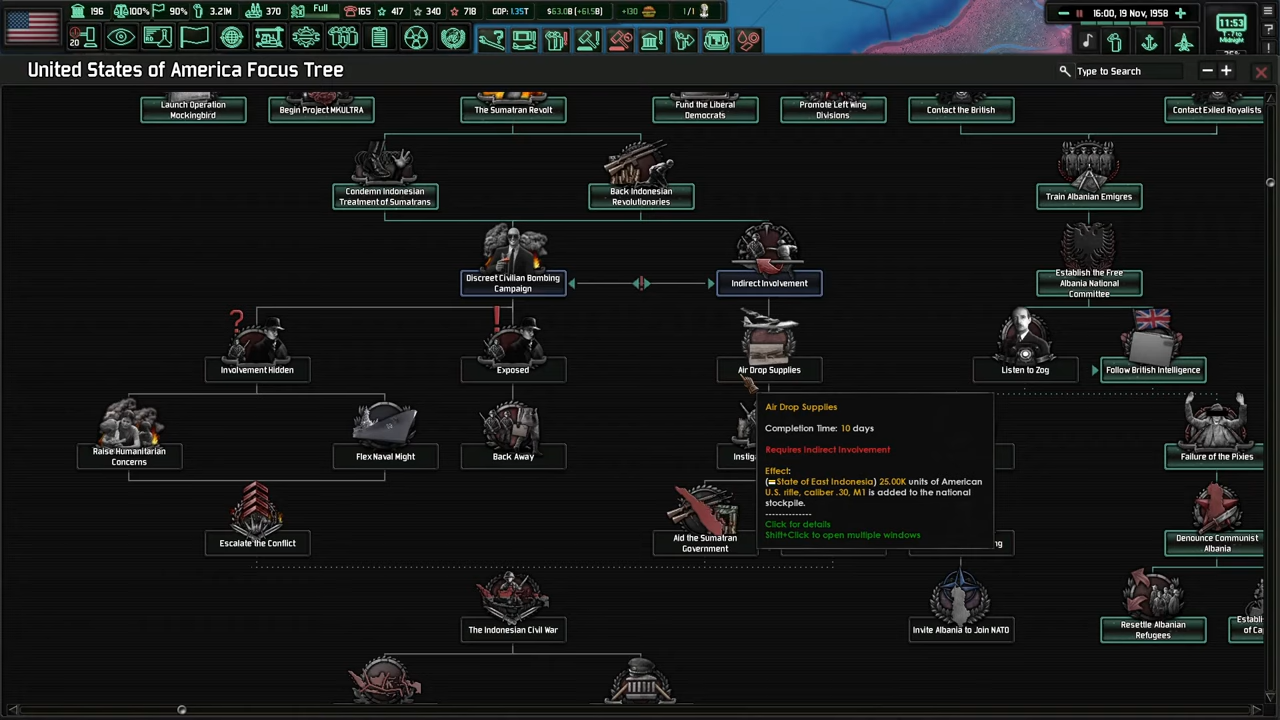 196
100%
90%
3.21M
370
Full
165
417
340
718
GDP: 1.35T
$63.0B (+61.5B)
+130
1/1
16:00, 19 Nov, 1958
20
11:53
United States of America Focus Tree
Type to Search
Launch Operation
Mockingbird
Begin Project MKULTRA
The Sumatran Revolt
Fund the Liberal
Democrats
Promote Left Wing
Divisions
Contact the British
Contact Exiled Royalists
Condemn Indonesian
Treatment of Sumatrans
Back Indonesian
Revolutionaries
Train Albanian Emigres
Discreet Civilian Bombing
Campaign
Indirect Involvement
Establish the Free
Albania National
Committee
Involvement Hidden
Exposed
Air Drop Supplies
Listen to Zog
Follow British Intelligence
Raise Humanitarian
Concerns
Flex Naval Might
Back Away
Instig
Failure of the Pixies
Air Drop Supplies
Completion Time: 10 days
Requires Indirect Involvement
Effect:
(State of East Indonesia) 25.00K units of American
U.S. rifle, caliber .30, M1 is added to the national
stockpile.
--------------
Click for details
Shift+Click to open multiple windows
Escalate the Conflict
Aid the Sumatran
Government
ng
Denounce Communist
Albania
The Indonesian Civil War
Invite Albania to Join NATO
Resettle Albanian
Refugees
Establi
of Ca